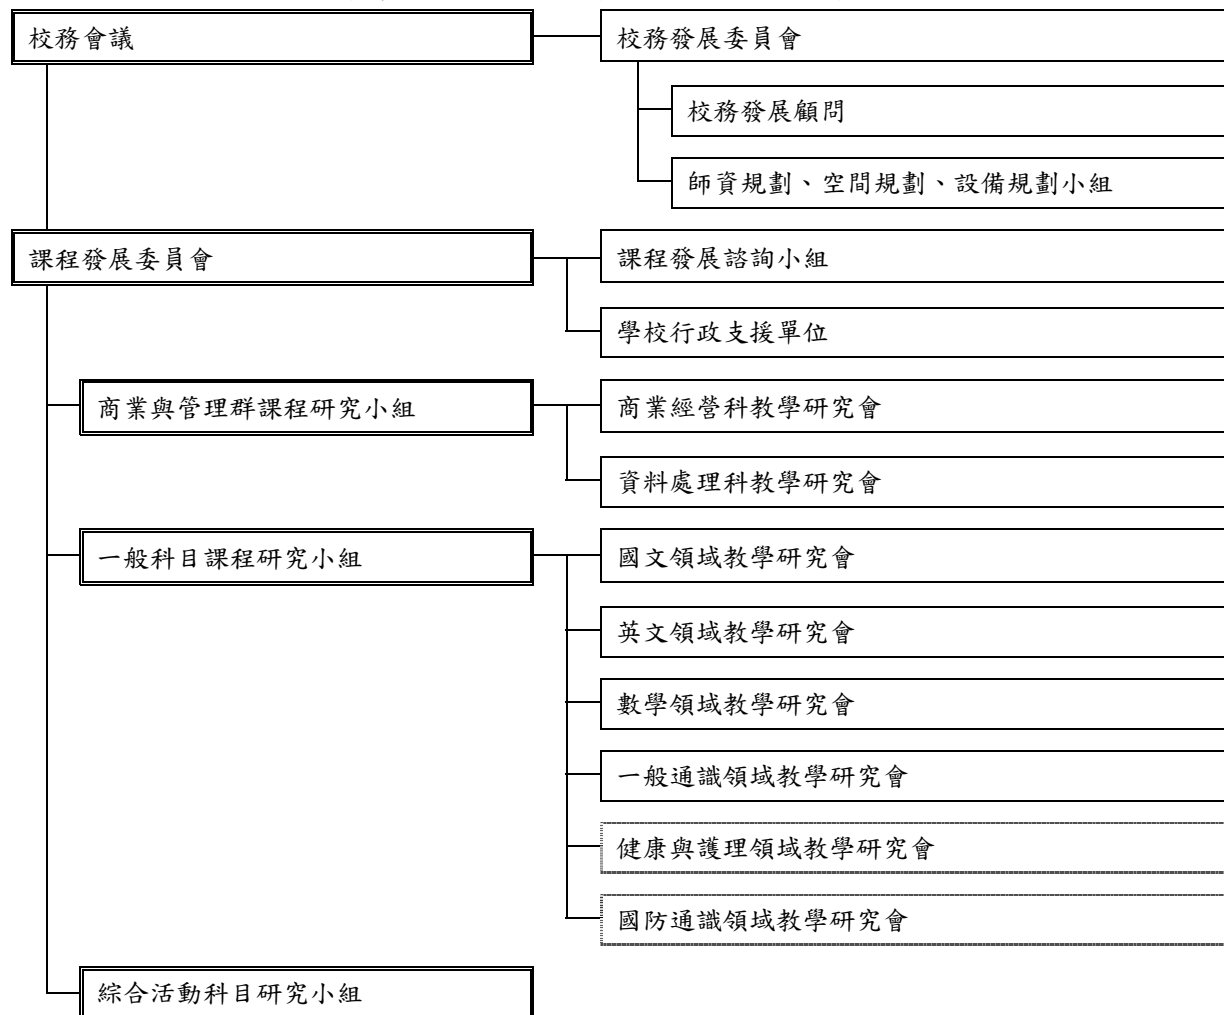 校務會議
校務發展委員會
校務發展顧問
師資規劃、空間規劃、設備規劃小組
課程發展委員會
課程發展諮詢小組
學校行政支援單位
商業與管理群課程研究小組
商業經營科教學研究會
資料處理科教學研究會
一般科目課程研究小組
國文領域教學研究會
英文領域教學研究會
數學領域教學研究會
一般通識領域教學研究會
健康與護理領域教學研究會
國防通識領域教學研究會
綜合活動科目研究小組